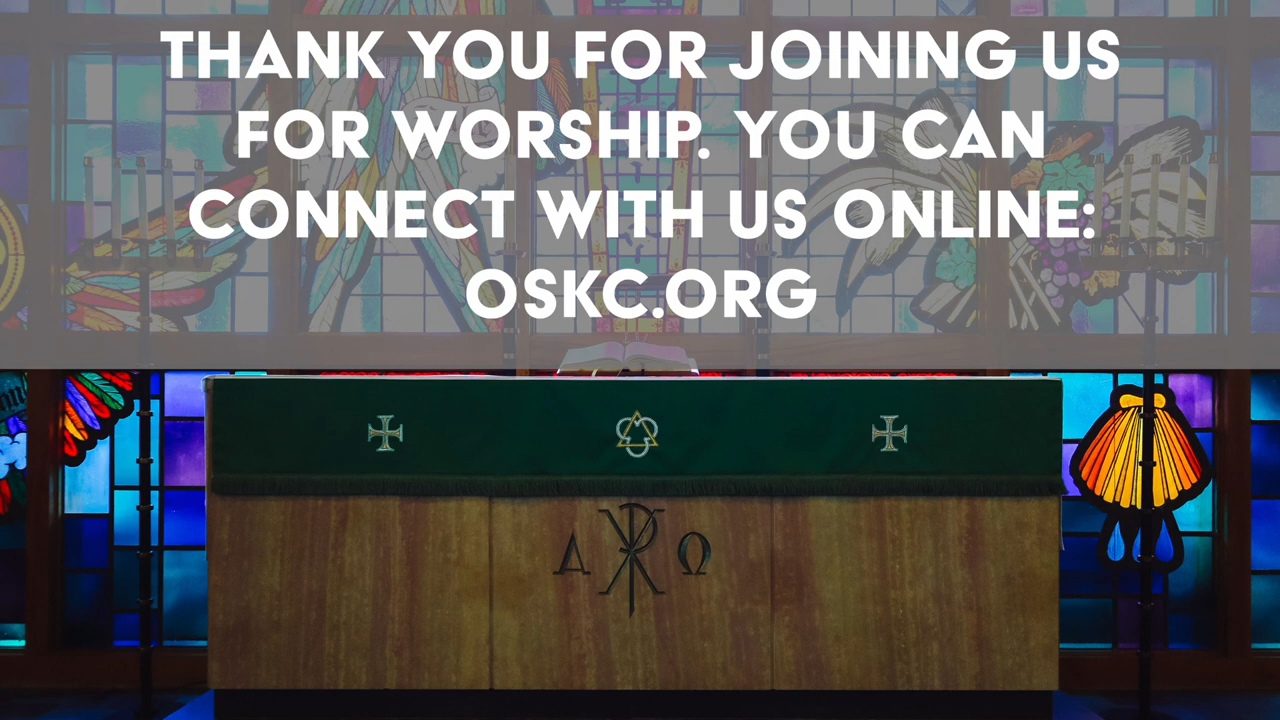 THANK YOU FOR JOINING US
FOR WORSHIP. YOU CAN
CONNECT WITH US ONLINE:
OSKC.ORG
Α ☧ Ω